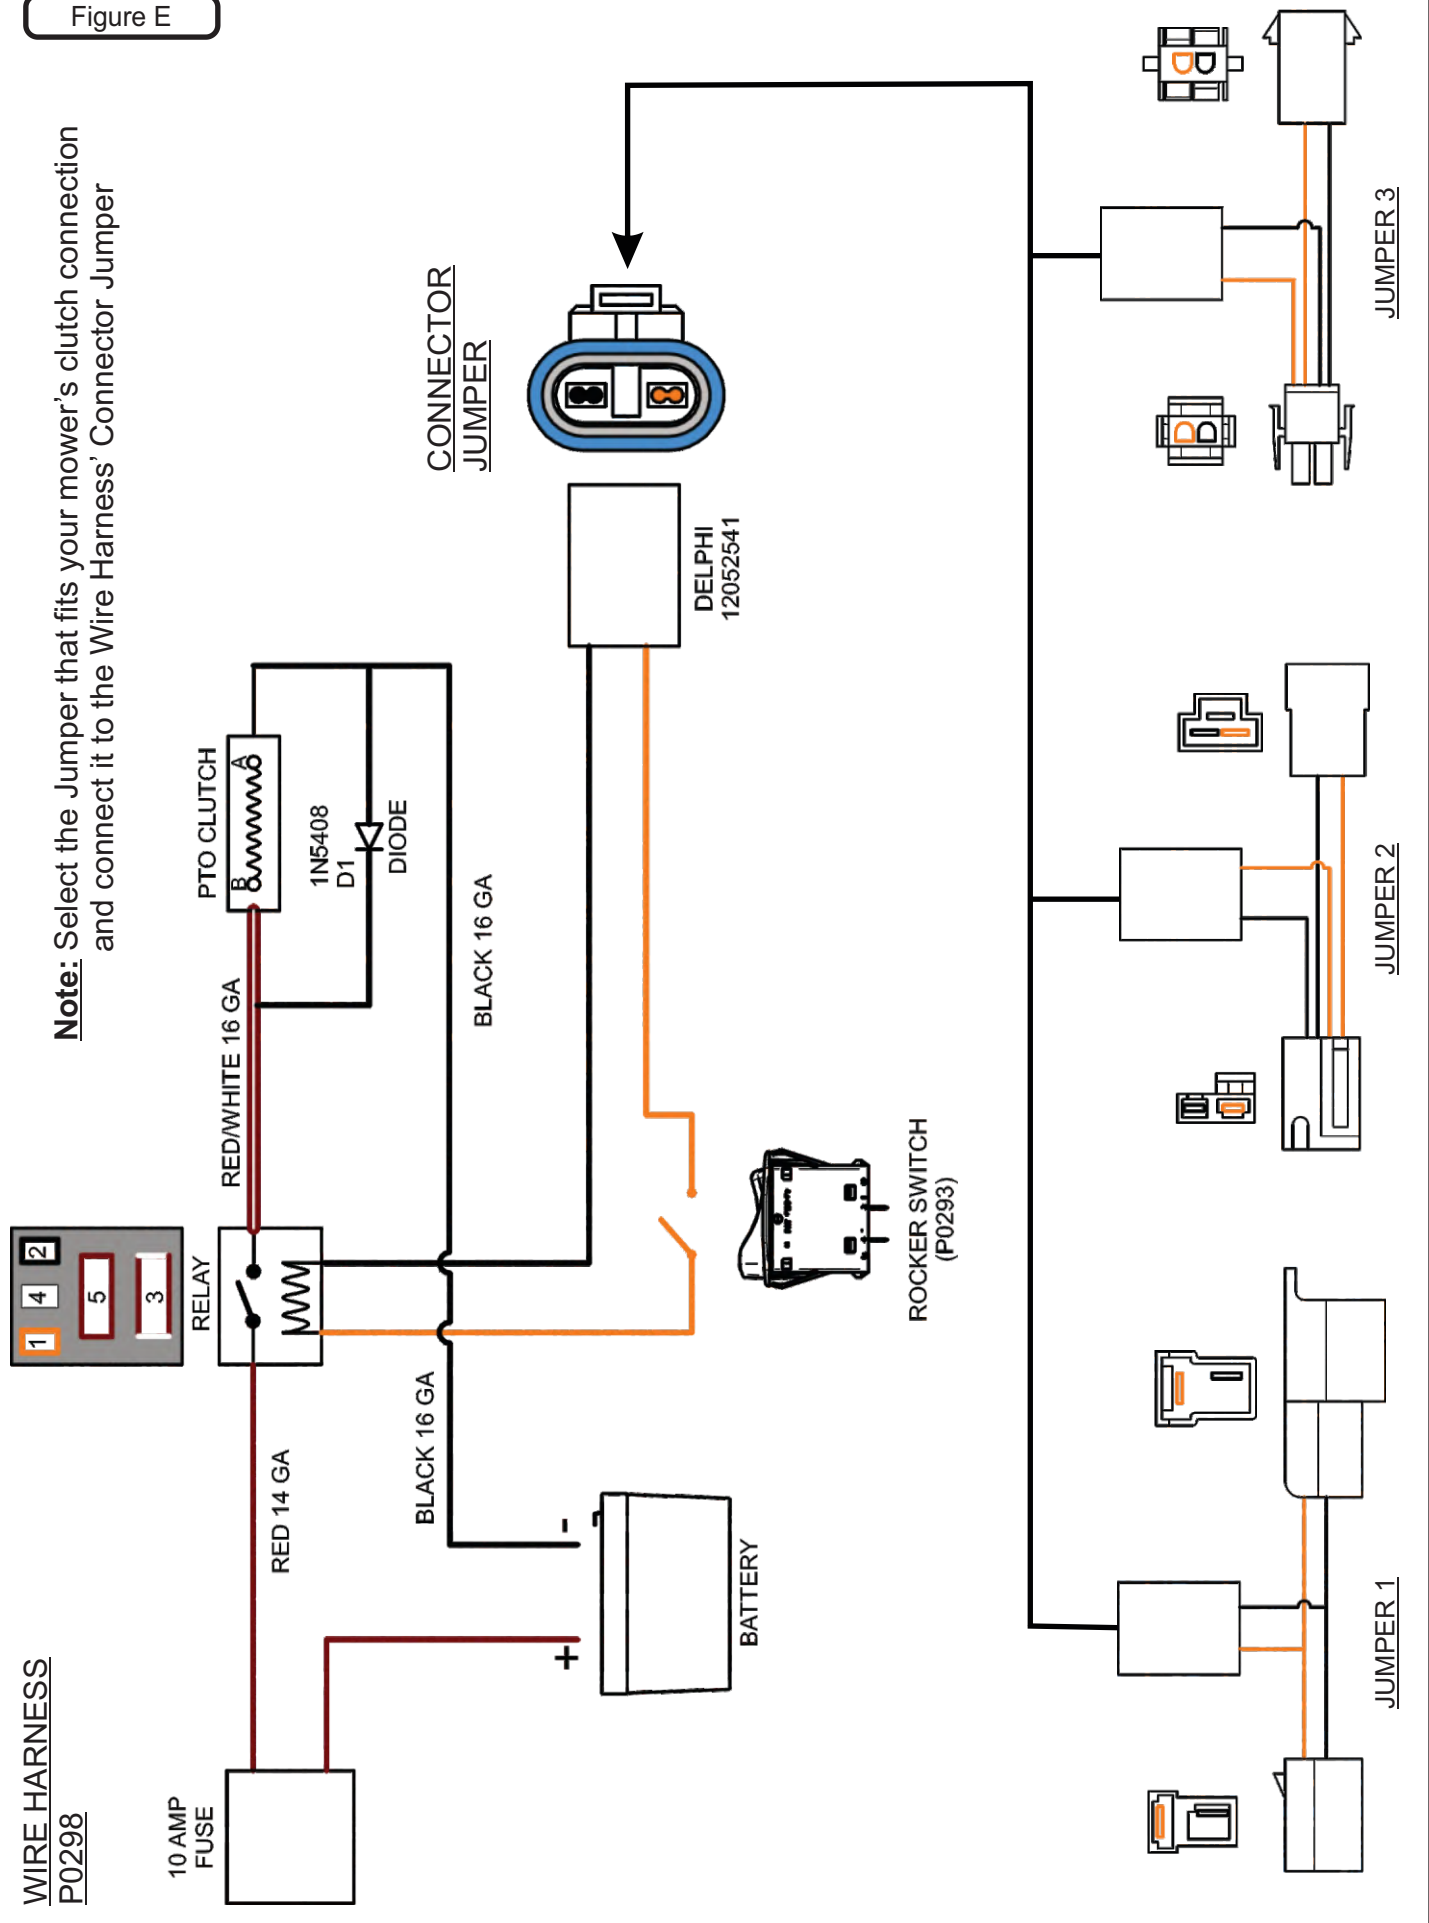 Figure E
WIRE HARNESS
P0298
Note: Select the Jumper that fits your mower's clutch connection
and connect it to the Wire Harness' Connector Jumper
10 AMP
FUSE
RED 14 GA
RELAY
1
4
2
5
3
RED/WHITE 16 GA
PTO CLUTCH
B
A
1N5408
D1
DIODE
BLACK 16 GA
BLACK 16 GA
+
-
BATTERY
ROCKER SWITCH
(P0293)
CONNECTOR
JUMPER
DELPHI
12052541
JUMPER 1
JUMPER 2
JUMPER 3